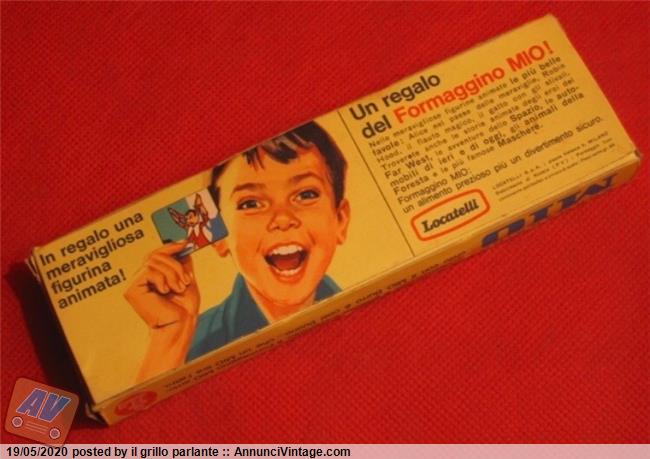 In regalo una
meravigliosa
figurina
animata!
Un regalo
del Formaggino MIO!
Nelle meravigliose figurine animate le più belle
favole: Alice nel paese delle meraviglie, Robin
Hood, il flauto magico, il gatto con gli stivali.
Troverete anche le storie animate degli eroi del
Far West, le avventure dello Spazio, le auto-
mobili di ieri e di oggi, gli animali della
Foresta e le più famose Maschere.
Formaggino MIO:
un alimento prezioso più un divertimento sicuro.
Locatelli
LOCATELLI S.p.A.
MILANO
MIO
AV
19/05/2020 posted by il grillo parlante :: AnnunciVintage.com